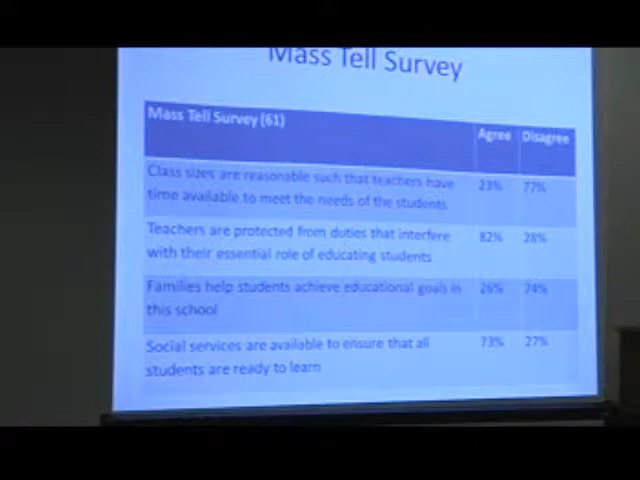 Mass Tell Survey
Mass Tell Survey (61) Agree Disagree
Class sizes are reasonable such that teachers have 23% 77%
time available to meet the needs of the students
Teachers are protected from duties that interfere 82% 28%
with their essential role of educating students
Families help students achieve educational goals in 26% 74%
this school
Social services are available to ensure that all 73% 27%
students are ready to learn